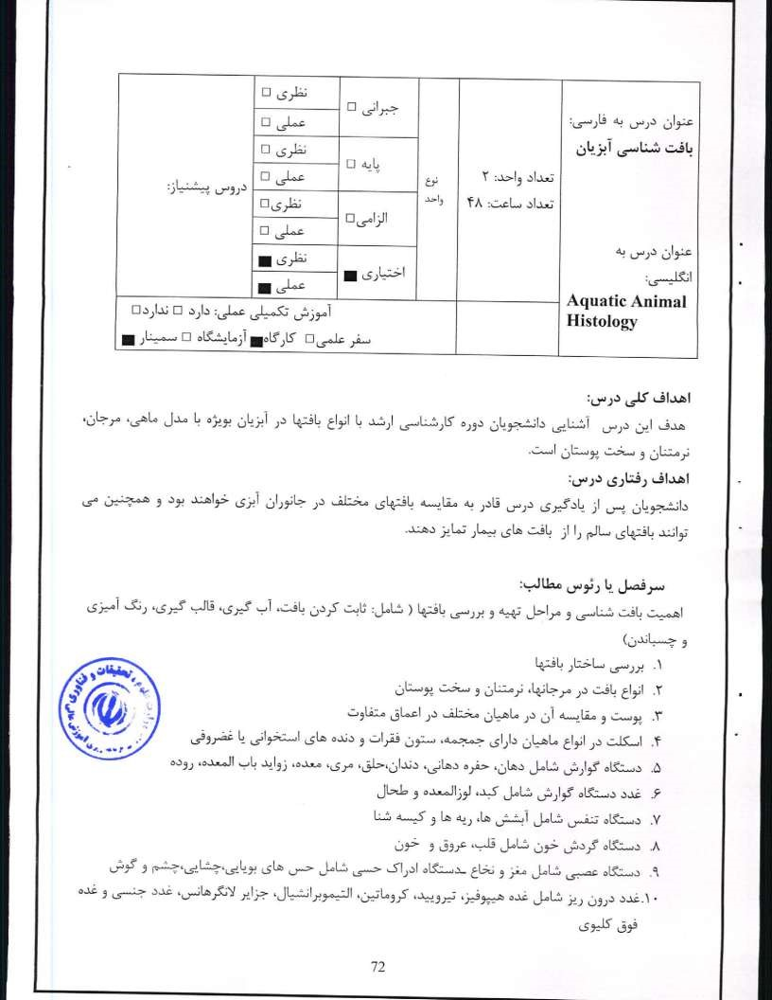 عنوان درس به فارسی:
بافت شناسی آبزیان
عنوان درس به
انگلیسی:
Aquatic Animal
Histology
تعداد واحد: ۲
تعداد ساعت: ۴۸
نوع
واحد
جبرانی □
نظری □
عملی □
پایه □
نظری □
عملی □
الزامی□
نظری□
عملی □
اختیاری ■
نظری ■
عملی ■
دروس پیشنیاز:
آموزش تکمیلی عملی: دارد □ ندارد□
سفر علمی□ کارگاه■ آزمایشگاه □ سمینار ■
اهداف کلی درس:
هدف این درس آشنایی دانشجویان دوره کارشناسی ارشد با انواع بافتها در آبزیان بویژه با مدل ماهی، مرجان،
نرمتنان و سخت پوستان است.
اهداف رفتاری درس:
دانشجویان پس از یادگیری درس قادر به مقایسه بافتهای مختلف در جانوران آبزی خواهند بود و همچنین می
توانند بافتهای سالم را از بافت های بیمار تمایز دهند.
سرفصل یا رئوس مطالب:
اهمیت بافت شناسی و مراحل تهیه و بررسی بافتها ( شامل: ثابت کردن بافت، آب گیری، قالب گیری، رنگ آمیزی
و چسباندن)
۱. بررسی ساختار بافتها
۲. انواع بافت در مرجانها، نرمتنان و سخت پوستان
۳. پوست و مقایسه آن در ماهیان مختلف در اعماق متفاوت
۴. اسکلت در انواع ماهیان دارای جمجمه، ستون فقرات و دنده های استخوانی یا غضروفی
۵. دستگاه گوارش شامل دهان، حفره دهانی، دندان،حلق، مری، معده، زواید باب المعده، روده
۶. غدد دستگاه گوارش شامل کبد، لوزالمعده و طحال
۷. دستگاه تنفس شامل آبشش ها، ریه ها و کیسه شنا
۸. دستگاه گردش خون شامل قلب، عروق و خون
۹. دستگاه عصبی شامل مغز و نخاع ـدستگاه ادراک حسی شامل حس های بویایی،چشایی،چشم و گوش
۱۰.غدد درون ریز شامل غده هیپوفیز، تیرویید، کروماتین، التیموبرانشیال، جزایر لانگرهانس، غدد جنسی و غده
فوق کلیوی
تحقیقات و فناوری
72